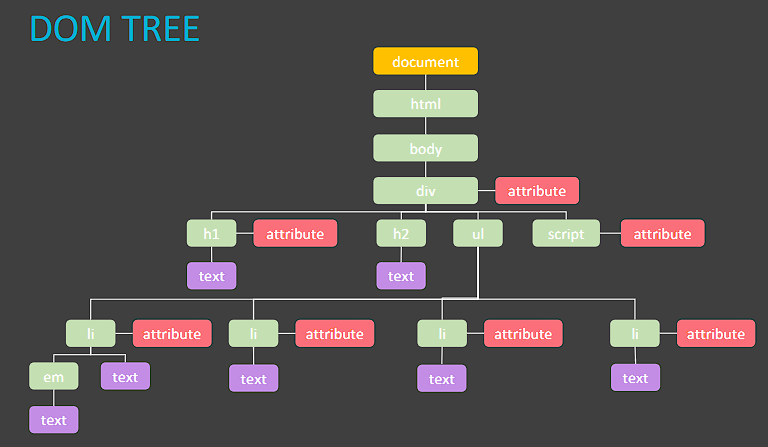 DOM TREE
document
html
body
div
attribute
h1
attribute
h2
ul
script
attribute
text
text
li
attribute
li
attribute
li
attribute
li
attribute
em
text
text
text
text
text